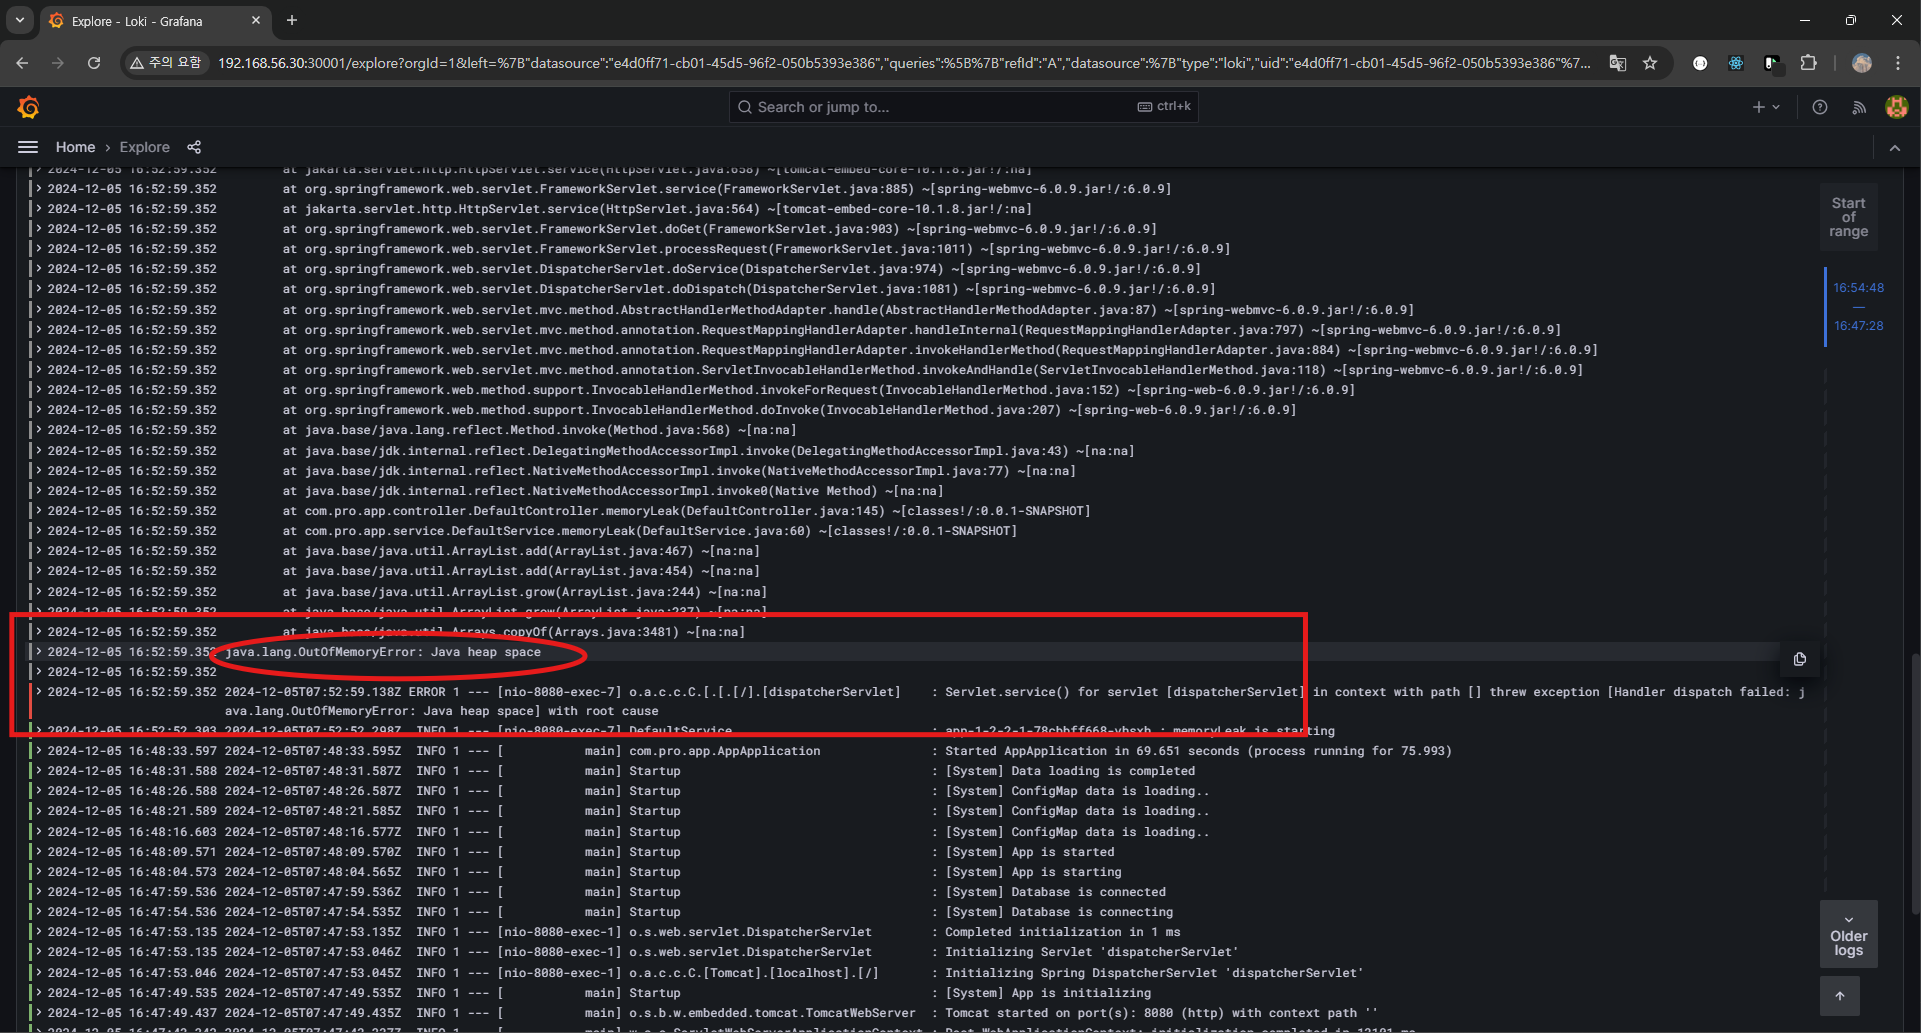 Explore - Loki - Grafana
주의 요함
192.168.56.30:30001/explore?orgId=1&left=%7B"datasource":"e4d0ff71-cb01-45d5-96f2-050b5393e386","queries":%5B%7B"refId":"A","datasource":%7B"type":"loki","uid":"e4d0ff71-cb01-45d5-96f2-050b5393e386"%7...
Search or jump to...
ctrl+k
Home › Explore
2024-12-05 16:52:59.352 at jakarta.servlet.http.HttpServlet.service(HttpServlet.java:658) ~[tomcat-embed-core-10.1.8.jar!/:na]
2024-12-05 16:52:59.352 at org.springframework.web.servlet.FrameworkServlet.service(FrameworkServlet.java:885) ~[spring-webmvc-6.0.9.jar!/:6.0.9]
2024-12-05 16:52:59.352 at jakarta.servlet.http.HttpServlet.service(HttpServlet.java:564) ~[tomcat-embed-core-10.1.8.jar!/:na]
2024-12-05 16:52:59.352 at org.springframework.web.servlet.FrameworkServlet.doGet(FrameworkServlet.java:903) ~[spring-webmvc-6.0.9.jar!/:6.0.9]
2024-12-05 16:52:59.352 at org.springframework.web.servlet.FrameworkServlet.processRequest(FrameworkServlet.java:1011) ~[spring-webmvc-6.0.9.jar!/:6.0.9]
2024-12-05 16:52:59.352 at org.springframework.web.servlet.DispatcherServlet.doService(DispatcherServlet.java:974) ~[spring-webmvc-6.0.9.jar!/:6.0.9]
2024-12-05 16:52:59.352 at org.springframework.web.servlet.DispatcherServlet.doDispatch(DispatcherServlet.java:1081) ~[spring-webmvc-6.0.9.jar!/:6.0.9]
2024-12-05 16:52:59.352 at org.springframework.web.servlet.mvc.method.AbstractHandlerMethodAdapter.handle(AbstractHandlerMethodAdapter.java:87) ~[spring-webmvc-6.0.9.jar!/:6.0.9]
2024-12-05 16:52:59.352 at org.springframework.web.servlet.mvc.method.annotation.RequestMappingHandlerAdapter.handleInternal(RequestMappingHandlerAdapter.java:797) ~[spring-webmvc-6.0.9.jar!/:6.0.9]
2024-12-05 16:52:59.352 at org.springframework.web.servlet.mvc.method.annotation.RequestMappingHandlerAdapter.invokeHandlerMethod(RequestMappingHandlerAdapter.java:884) ~[spring-webmvc-6.0.9.jar!/:6.0.9]
2024-12-05 16:52:59.352 at org.springframework.web.servlet.mvc.method.annotation.ServletInvocableHandlerMethod.invokeAndHandle(ServletInvocableHandlerMethod.java:118) ~[spring-webmvc-6.0.9.jar!/:6.0.9]
2024-12-05 16:52:59.352 at org.springframework.web.method.support.InvocableHandlerMethod.invokeForRequest(InvocableHandlerMethod.java:152) ~[spring-web-6.0.9.jar!/:6.0.9]
2024-12-05 16:52:59.352 at org.springframework.web.method.support.InvocableHandlerMethod.doInvoke(InvocableHandlerMethod.java:207) ~[spring-web-6.0.9.jar!/:6.0.9]
2024-12-05 16:52:59.352 at java.base/java.lang.reflect.Method.invoke(Method.java:568) ~[na:na]
2024-12-05 16:52:59.352 at java.base/jdk.internal.reflect.DelegatingMethodAccessorImpl.invoke(DelegatingMethodAccessorImpl.java:43) ~[na:na]
2024-12-05 16:52:59.352 at java.base/jdk.internal.reflect.NativeMethodAccessorImpl.invoke(NativeMethodAccessorImpl.java:77) ~[na:na]
2024-12-05 16:52:59.352 at java.base/jdk.internal.reflect.NativeMethodAccessorImpl.invoke0(Native Method) ~[na:na]
2024-12-05 16:52:59.352 at com.pro.app.controller.DefaultController.memoryLeak(DefaultController.java:145) ~[classes!/:0.0.1-SNAPSHOT]
2024-12-05 16:52:59.352 at com.pro.app.service.DefaultService.memoryLeak(DefaultService.java:60) ~[classes!/:0.0.1-SNAPSHOT]
2024-12-05 16:52:59.352 at java.base/java.util.ArrayList.add(ArrayList.java:467) ~[na:na]
2024-12-05 16:52:59.352 at java.base/java.util.ArrayList.add(ArrayList.java:454) ~[na:na]
2024-12-05 16:52:59.352 at java.base/java.util.ArrayList.grow(ArrayList.java:244) ~[na:na]
2024-12-05 16:52:59.352 at java.base/java.util.ArrayList.grow(ArrayList.java:237) ~[na:na]
2024-12-05 16:52:59.352 at java.base/java.util.Arrays.copyOf(Arrays.java:3481) ~[na:na]
2024-12-05 16:52:59.352 java.lang.OutOfMemoryError: Java heap space
2024-12-05 16:52:59.352
2024-12-05 16:52:59.352 2024-12-05T07:52:59.138Z ERROR 1 --- [nio-8080-exec-7] o.a.c.c.C.[.[.[/].[dispatcherServlet] : Servlet.service() for servlet [dispatcherServlet] in context with path [] threw exception [Handler dispatch failed: j
ava.lang.OutOfMemoryError: Java heap space] with root cause
2024-12-05 16:52:52.303 2024-12-05T07:52:52.298Z INFO 1 --- [nio-8080-exec-7] DefaultService : memoryLeak is starting
2024-12-05 16:48:33.597 2024-12-05T07:48:33.595Z INFO 1 --- [ main] com.pro.app.AppApplication : Started AppApplication in 69.651 seconds (process running for 75.993)
2024-12-05 16:48:31.588 2024-12-05T07:48:31.587Z INFO 1 --- [ main] Startup : [System] Data loading is completed
2024-12-05 16:48:26.588 2024-12-05T07:48:26.587Z INFO 1 --- [ main] Startup : [System] ConfigMap data is loading..
2024-12-05 16:48:21.589 2024-12-05T07:48:21.585Z INFO 1 --- [ main] Startup : [System] ConfigMap data is loading..
2024-12-05 16:48:16.603 2024-12-05T07:48:16.577Z INFO 1 --- [ main] Startup : [System] ConfigMap data is loading..
2024-12-05 16:48:09.571 2024-12-05T07:48:09.570Z INFO 1 --- [ main] Startup : [System] App is started
2024-12-05 16:48:04.573 2024-12-05T07:48:04.565Z INFO 1 --- [ main] Startup : [System] App is starting
2024-12-05 16:47:59.536 2024-12-05T07:47:59.536Z INFO 1 --- [ main] Startup : [System] Database is connected
2024-12-05 16:47:54.536 2024-12-05T07:47:54.535Z INFO 1 --- [ main] Startup : [System] Database is connecting
2024-12-05 16:47:53.135 2024-12-05T07:47:53.135Z INFO 1 --- [nio-8080-exec-1] o.s.web.servlet.DispatcherServlet : Completed initialization in 1 ms
2024-12-05 16:47:53.135 2024-12-05T07:47:53.046Z INFO 1 --- [nio-8080-exec-1] o.s.web.servlet.DispatcherServlet : Initializing Servlet 'dispatcherServlet'
2024-12-05 16:47:53.046 2024-12-05T07:47:53.045Z INFO 1 --- [nio-8080-exec-1] o.a.c.c.C.[Tomcat].[localhost].[/] : Initializing Spring DispatcherServlet 'dispatcherServlet'
2024-12-05 16:47:49.535 2024-12-05T07:47:49.535Z INFO 1 --- [ main] Startup : [System] App is initializing
2024-12-05 16:47:49.437 2024-12-05T07:47:49.435Z INFO 1 --- [ main] o.s.b.w.embedded.tomcat.TomcatWebServer : Tomcat started on port(s): 8080 (http) with context path ''
Start
of
range
16:54:48
—
16:47:28
Older
logs